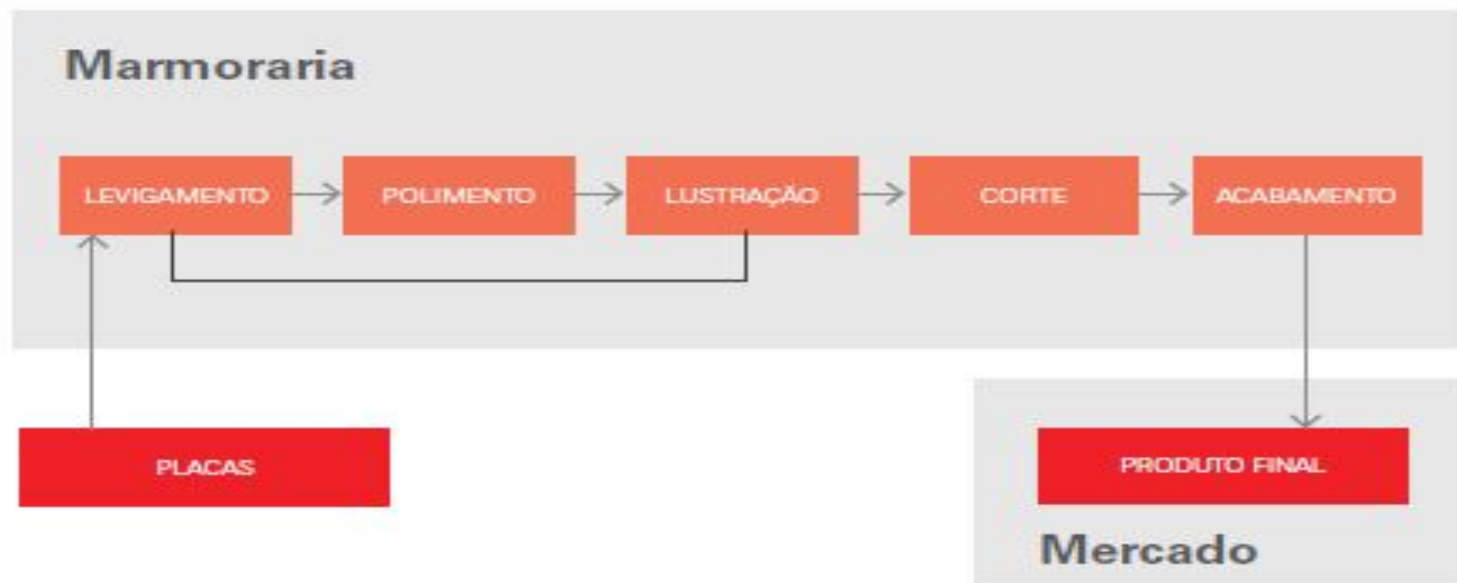 Marmoraria
LEVIGAMENTO
POLIMENTO
LUSTRAÇÃO
CORTE
ACABAMENTO
PLACAS
PRODUTO FINAL
Mercado